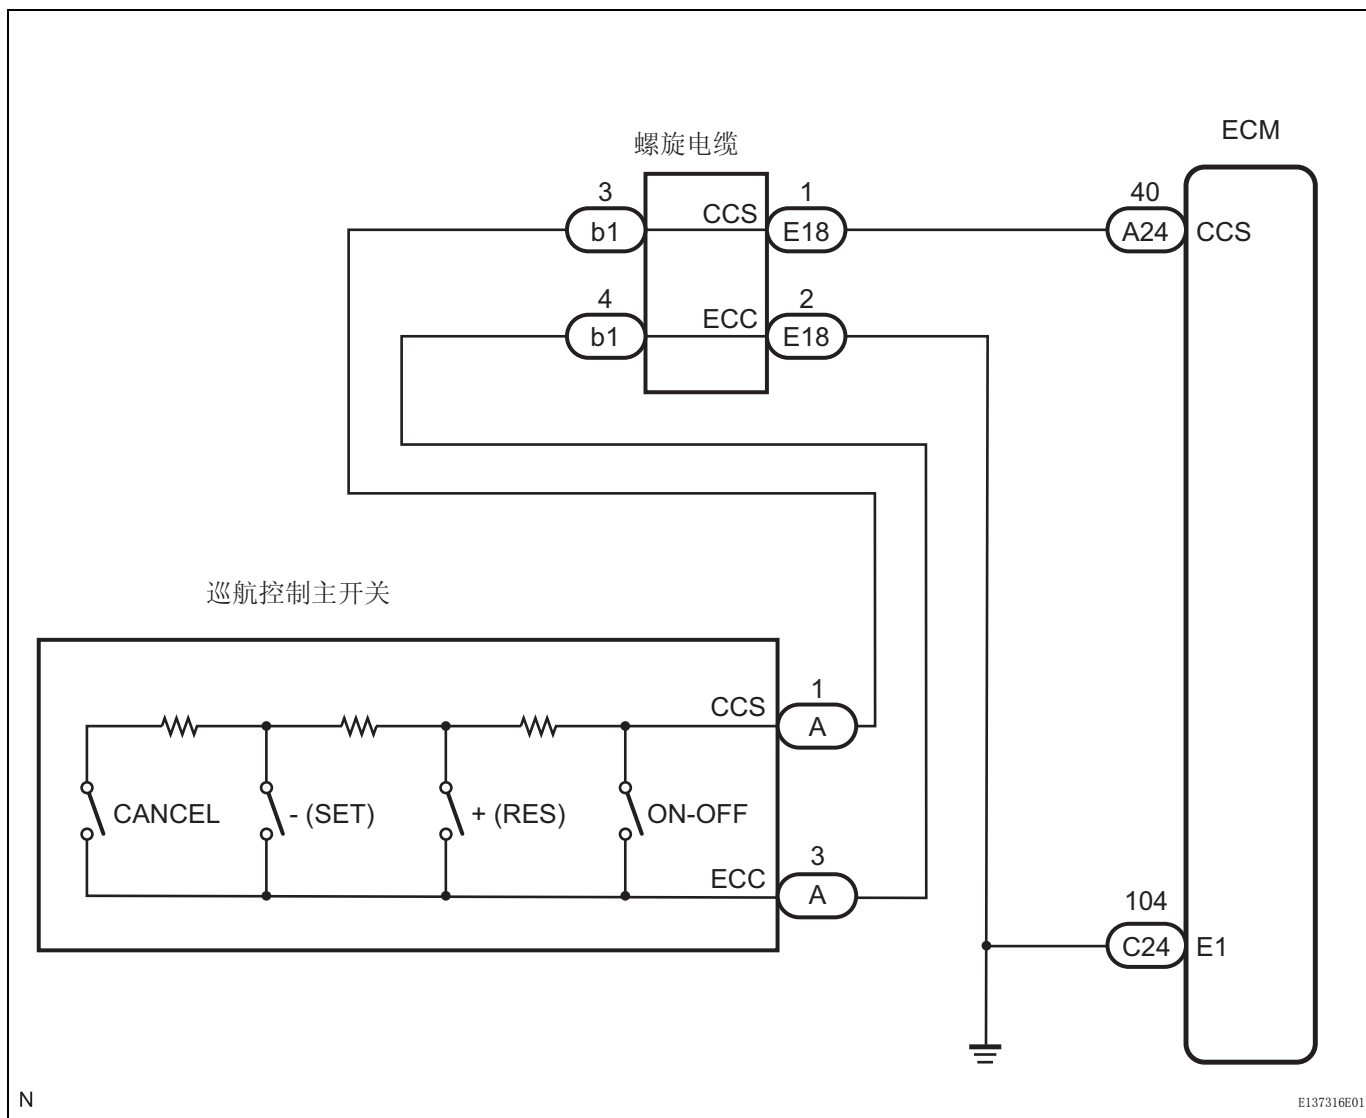 ECM
螺旋电缆
3
CCS
1
40
b1
E18
A24
CCS
4
ECC
2
b1
E18
巡航控制主开关
CCS
1
A
CANCEL
- (SET)
+ (RES)
ON-OFF
ECC
3
A
104
C24
E1
N
E137316E01